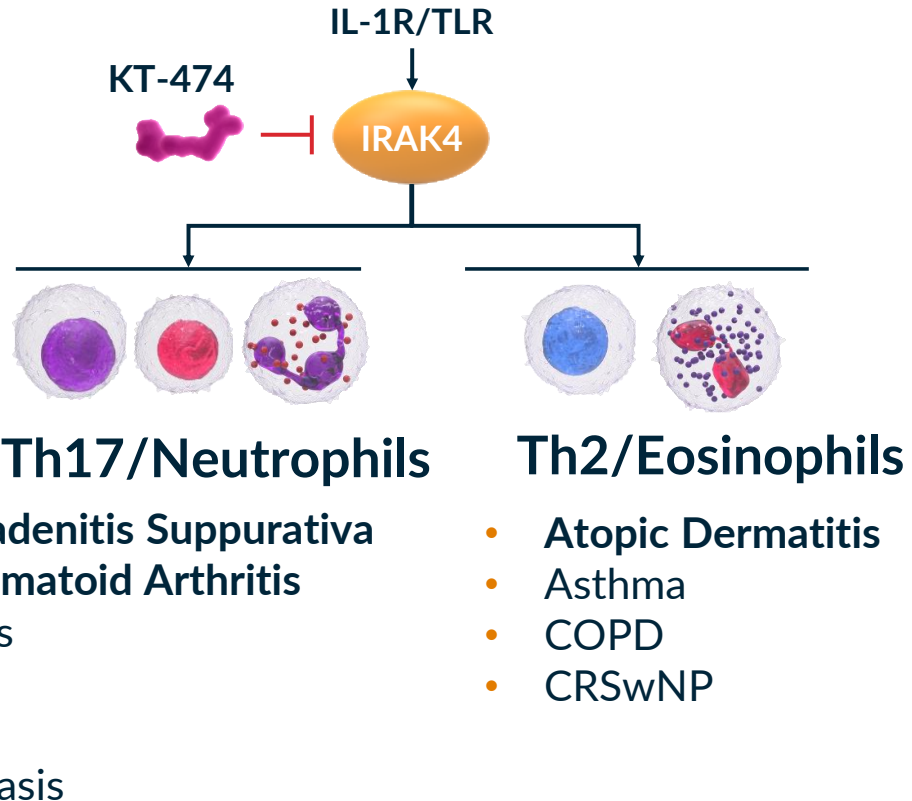 IL-1R/TLR
KT-474
IRAK4
Th17/Neutrophils
adenitis Suppurativa
matoid Arthritis
s
asis
Th2/Eosinophils
• Atopic Dermatitis
• Asthma
• COPD
• CRSwNP